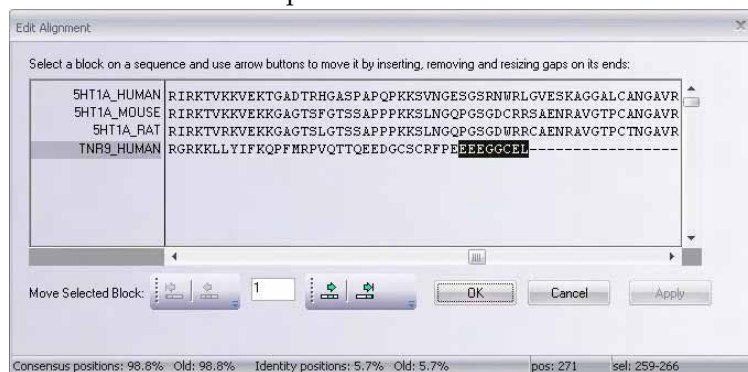 Edit Alignment
Select a block on a sequence and use arrow buttons to move it by inserting, removing and resizing gaps on its ends:
5HT1A_HUMAN RIRKTVKKVEKTGADTRHGASPAPQPKKSVNGESGSRNWRLGVESKAGGALCANGAVR
5HT1A_MOUSE RIRKTVKKVEKKGAGTSFGTSSAPPPKKSLNGQPGSGDCRRSAENRAVGTPCANGAVR
5HT1A_RAT RIRKTVKKVEKKGAGTSLGTSSAPPPKKSLNGQPGSGDWRRCAENRAVGTPCTNGAVR
TNR9_HUMAN RGRKKLLYIFKQPFMRPVQTTQEEDGCSCRFPEEEEGGCEL-----------------
Move Selected Block: 1 OK Cancel Apply
Consensus positions: 98.8% Old: 98.8% Identity positions: 5.7% Old: 5.7% pos: 271 sel: 259-266